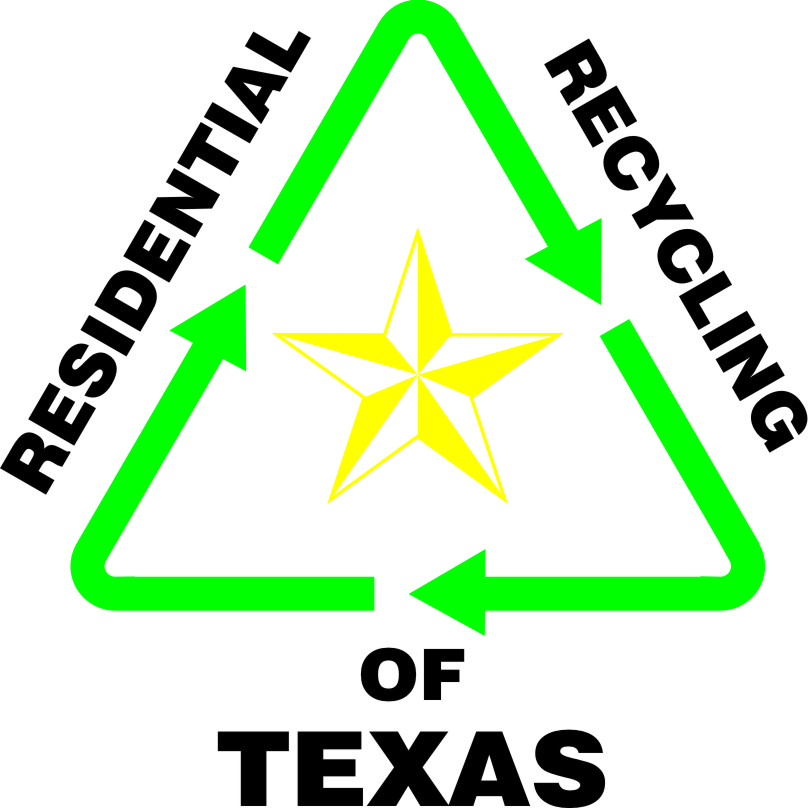 RESIDENTIAL
RECYCLING
OF
TEXAS